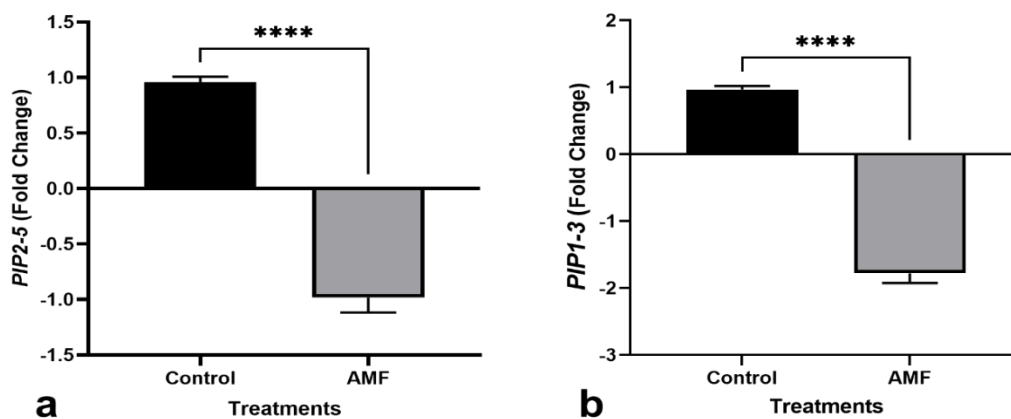 PIP2-5 (Fold Change)
1.5
1.0
0.5
0.0
-0.5
-1.0
-1.5
****
Control AMF
Treatments
a
PIP1-3 (Fold Change)
2
1
0
-1
-2
-3
****
Control AMF
Treatments
b